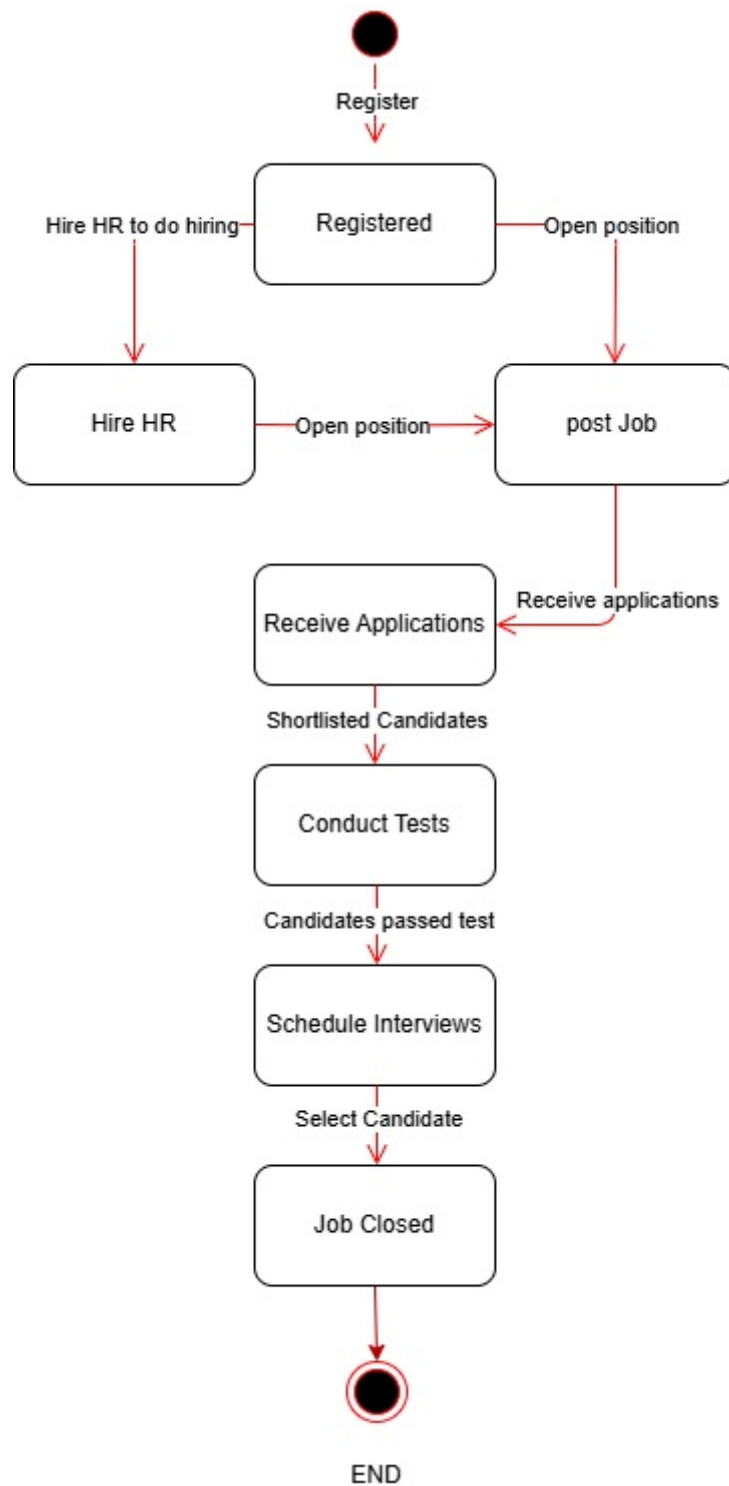 Register
Registered
Hire HR to do hiring
Open position
Hire HR
Open position
post Job
Receive Applications
Receive applications
Shortlisted Candidates
Conduct Tests
Candidates passed test
Schedule Interviews
Select Candidate
Job Closed
END